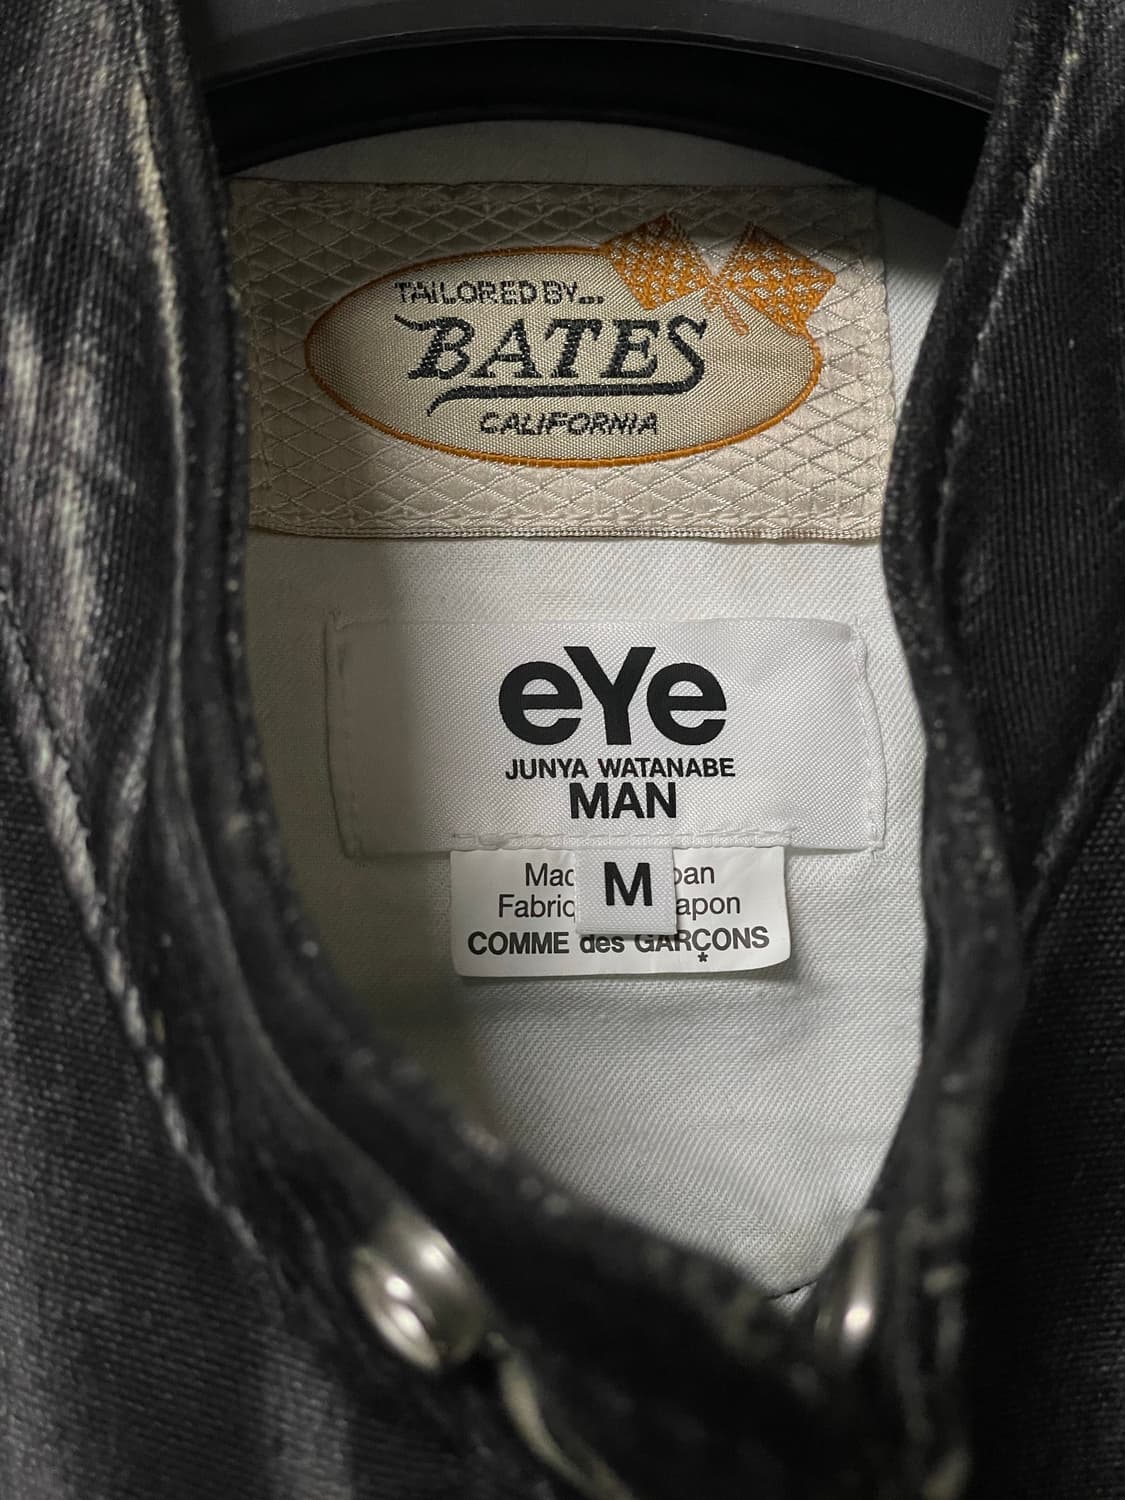 TAILORED BY...
BATES
CALIFORNIA
eYe
JUNYA WATANABE
MAN
M
COMME des GARÇONS
*